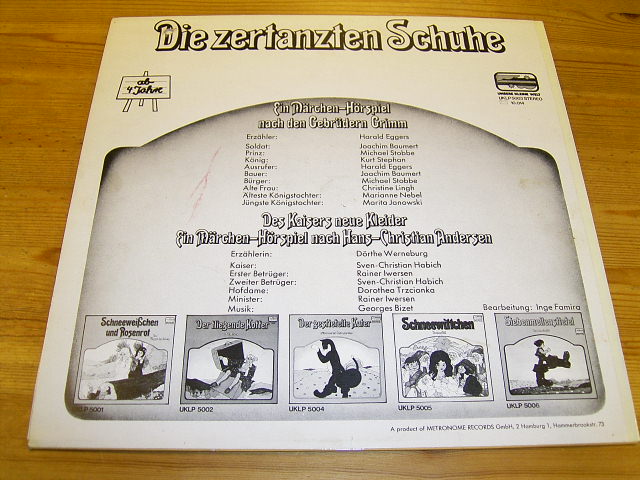 Die zertanzten Schuhe
ab
4 Jahre
UNSERE KLEINE WELT
UKLP 5003 STEREO
Ein Märchen-Hörspiel
nach den Gebrüdern Grimm
Erzähler: Harald Eggers
Soldat: Joachim Baumert
Prinz: Michael Stobbe
König: Kurt Stephan
Ausrufer: Harald Eggers
Bauer: Joachim Baumert
Bürger: Michael Stobbe
Alte Frau: Christine Lingh
Älteste Königstochter: Marianne Nebel
Jüngste Königstochter: Marita Janowski
Des Kaisers neue Kleider
Ein Märchen-Hörspiel nach Hans-Christian Andersen
Erzählerin: Dörthe Werneburg
Kaiser: Sven-Christian Habich
Erster Betrüger: Rainer Iwersen
Zweiter Betrüger: Sven-Christian Habich
Hofdame: Dorothea Trzcionka
Minister: Rainer Iwersen
Musik: Georges Bizet
Bearbeitung: Inge Famira
Schneeweißchen
und Rosenrot
Der fliegende Koffer
Der gestiefelte Kater
Schneewittchen
Siebenmeilenstiefel
UKLP 5001
UKLP 5002
UKLP 5004
UKLP 5005
UKLP 5006
A product of METRONOME RECORDS GmbH, 2 Hamburg 1, Hammerbrookstr. 73